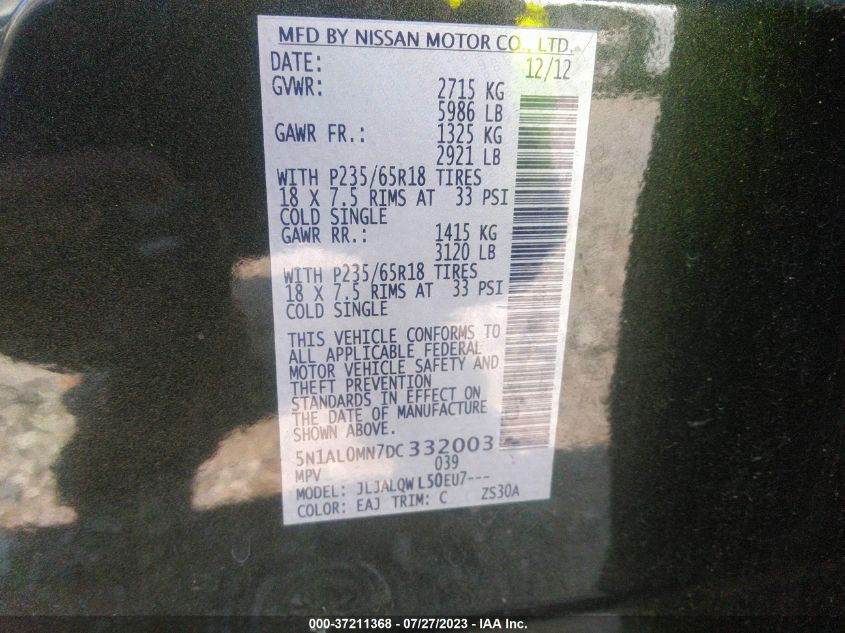 MFD BY NISSAN MOTOR CO., LTD.
DATE: 12/12
GVWR: 2715 KG
5986 LB
GAWR FR.: 1325 KG
2921 LB
WITH P235/65R18 TIRES
18 X 7.5 RIMS AT 33 PSI
COLD SINGLE
GAWR RR.: 1415 KG
3120 LB
WITH P235/65R18 TIRES
18 X 7.5 RIMS AT 33 PSI
COLD SINGLE
THIS VEHICLE CONFORMS TO
ALL APPLICABLE FEDERAL
MOTOR VEHICLE SAFETY AND
THEFT PREVENTION
STANDARDS IN EFFECT ON
THE DATE OF MANUFACTURE
SHOWN ABOVE.
5N1AL0MN7DC332003
MPV 039
MODEL: JLJALQWL50EU7---
COLOR: EAJ TRIM: C ZS30A
000-37211368 - 07/27/2023 - IAA Inc.